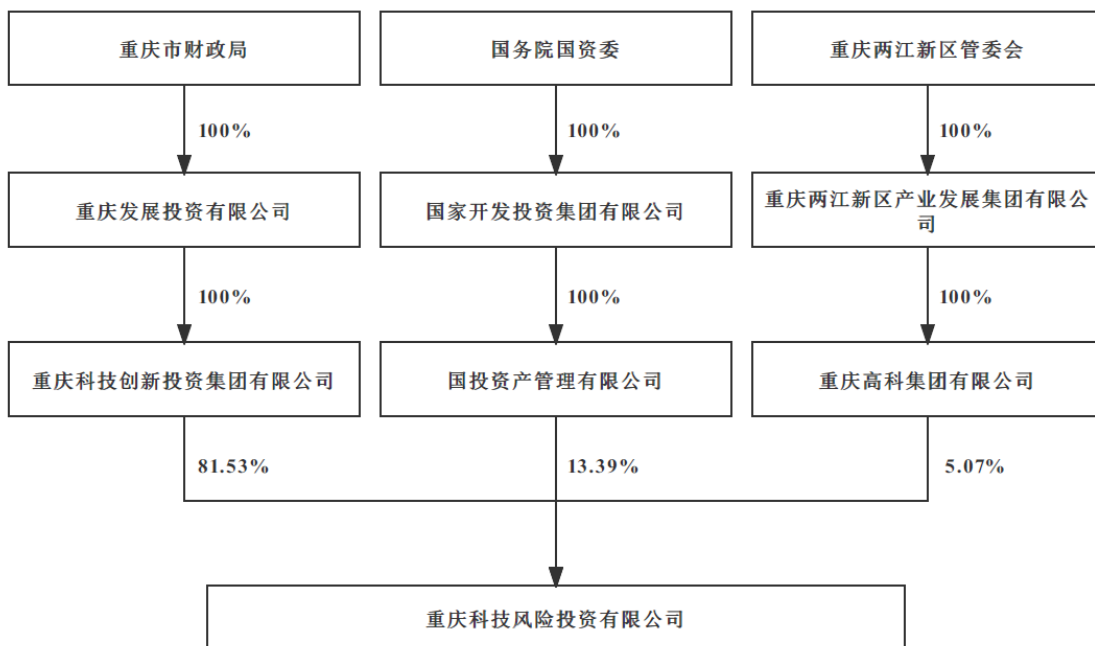 重庆市财政局
国务院国资委
重庆两江新区管委会
100%
100%
100%
重庆发展投资有限公司
国家开发投资集团有限公司
重庆两江新区产业发展集团有限公
司
100%
100%
100%
重庆科技创新投资集团有限公司
国投资产管理有限公司
重庆高科集团有限公司
81.53%
13.39%
5.07%
重庆科技风险投资有限公司